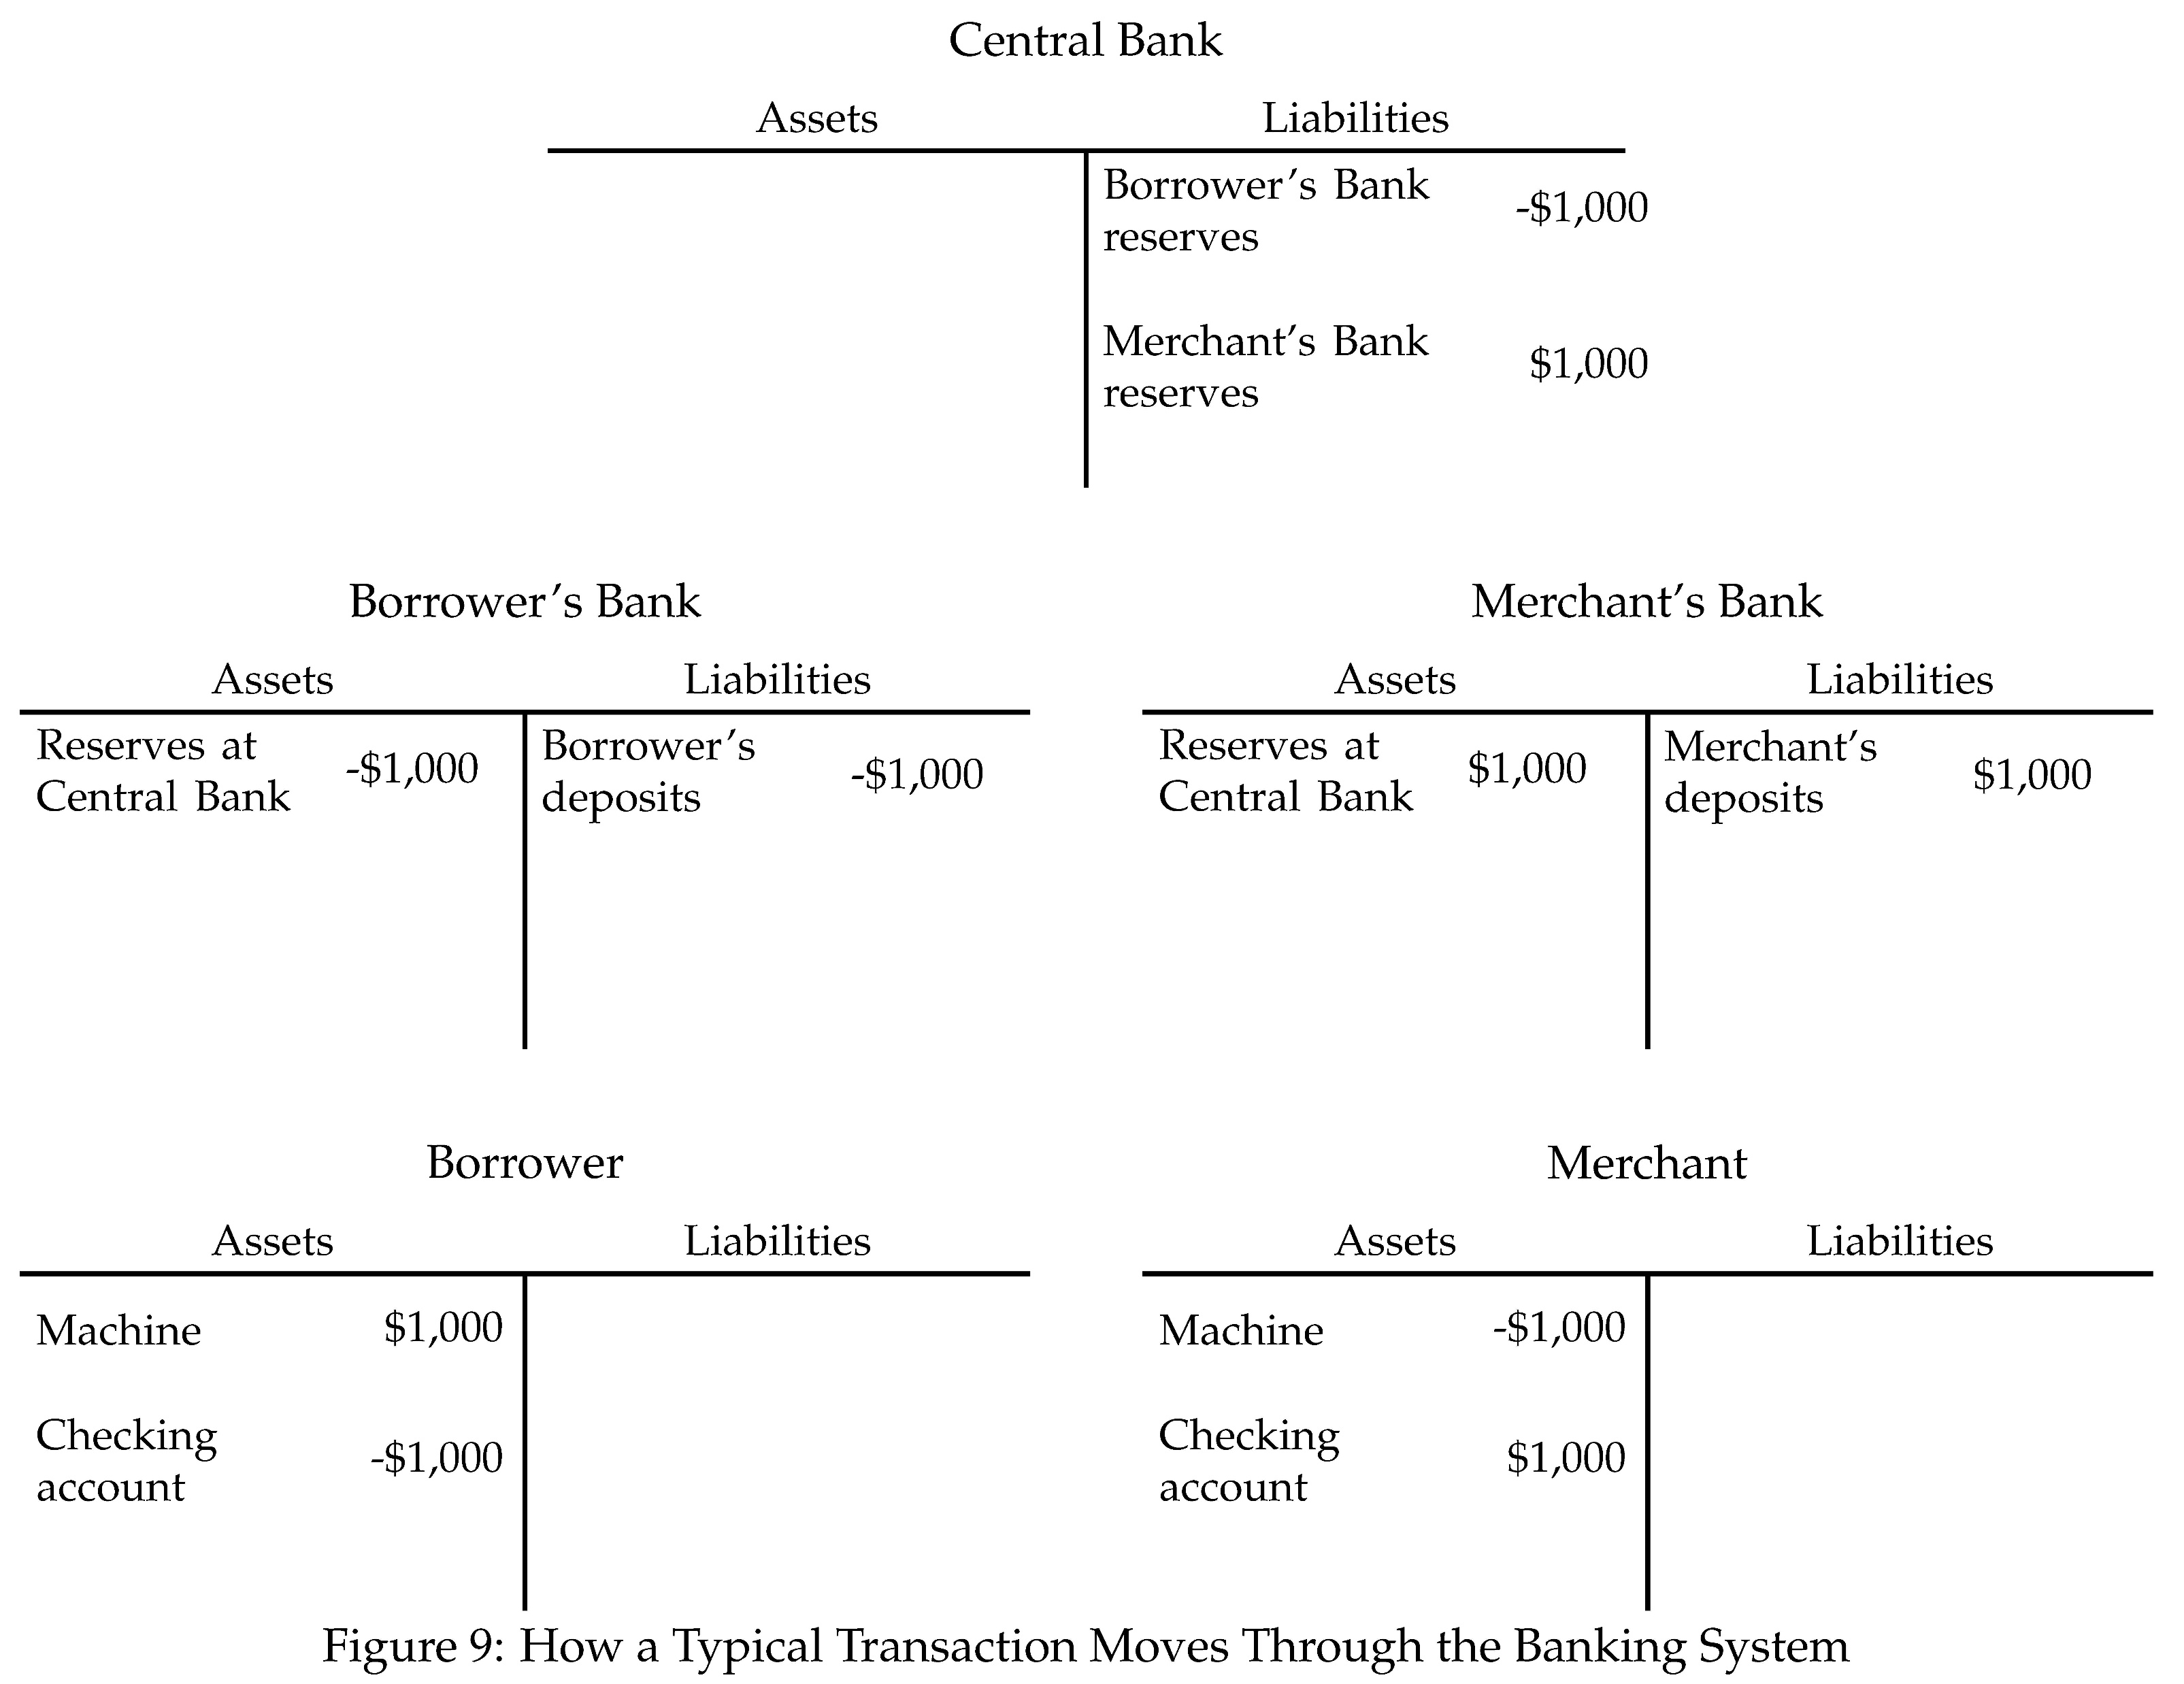 Central Bank
Assets Liabilities
Borrower's Bank reserves -$1,000
Merchant's Bank reserves $1,000
Borrower's Bank
Assets Liabilities
Reserves at Central Bank -$1,000
Borrower's deposits -$1,000
Merchant's Bank
Assets Liabilities
Reserves at Central Bank $1,000
Merchant's deposits $1,000
Borrower
Assets Liabilities
Machine $1,000
Checking account -$1,000
Merchant
Assets Liabilities
Machine -$1,000
Checking account $1,000
Figure 9: How a Typical Transaction Moves Through the Banking System